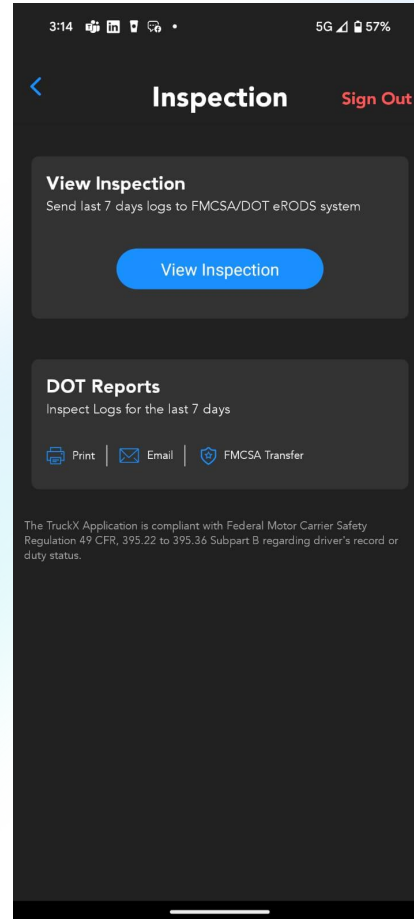 3:14 • 5G 57%
Inspection Sign Out
View Inspection
Send last 7 days logs to FMCSA/DOT eRODS system
View Inspection
DOT Reports
Inspect Logs for the last 7 days
Print Email FMCSA Transfer
The TruckX Application is compliant with Federal Motor Carrier Safety
Regulation 49 CFR, 395.22 to 395.36 Subpart B regarding driver's record or
duty status.